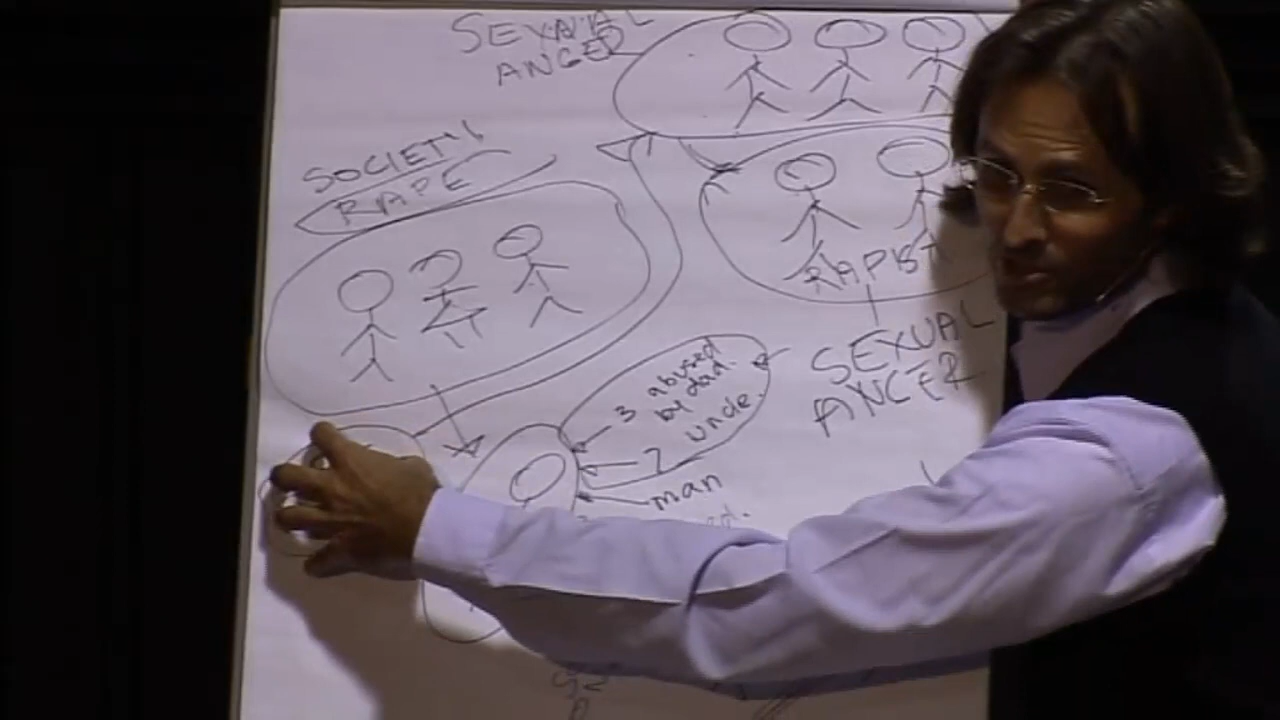 SEXUAL
ANGER
SOCIETY
RAPE
RAPIST
SEXUAL
ANGER
3 abused
by dad.
2 uncle.
man